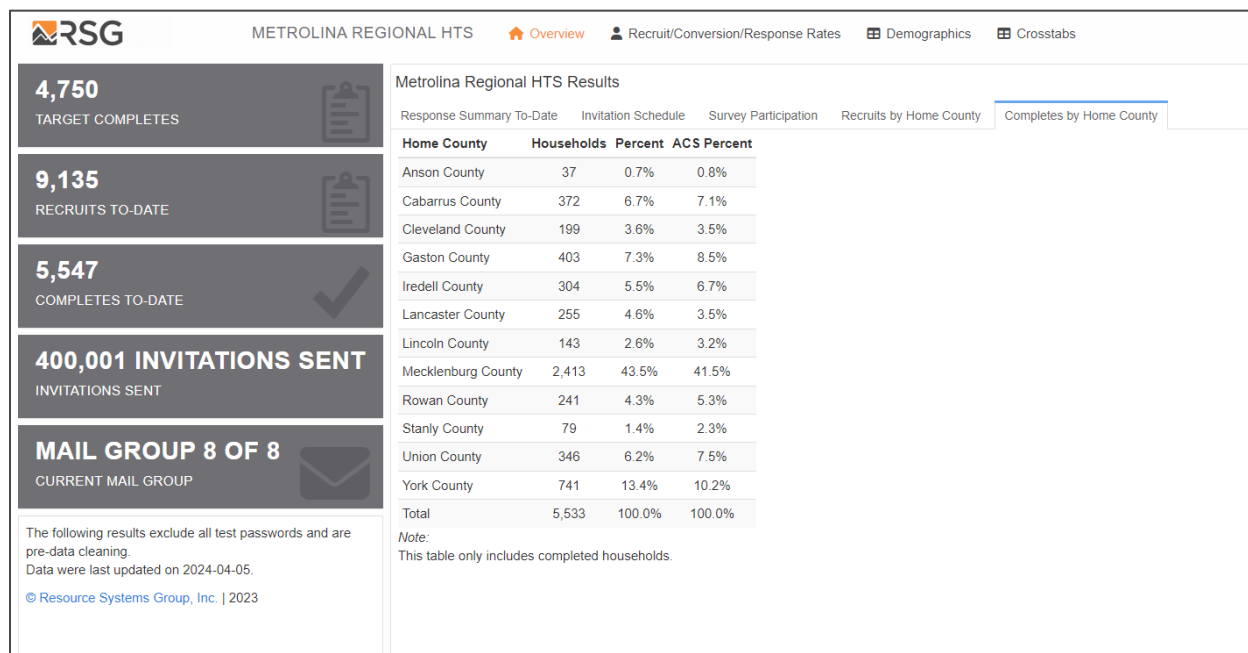 RSG
METROLINA REGIONAL HTS Overview Recruit/Conversion/Response Rates Demographics Crosstabs
4,750
TARGET COMPLETES
9,135
RECRUITS TO-DATE
5,547
COMPLETES TO-DATE
400,001 INVITATIONS SENT
INVITATIONS SENT
MAIL GROUP 8 OF 8
CURRENT MAIL GROUP
The following results exclude all test passwords and are
pre-data cleaning.
Data were last updated on 2024-04-05.
© Resource Systems Group, Inc. | 2023
Metrolina Regional HTS Results
Response Summary To-Date Invitation Schedule Survey Participation Recruits by Home County Completes by Home County
Home County Households Percent ACS Percent
Anson County 37 0.7% 0.8%
Cabarrus County 372 6.7% 7.1%
Cleveland County 199 3.6% 3.5%
Gaston County 403 7.3% 8.5%
Iredell County 304 5.5% 6.7%
Lancaster County 255 4.6% 3.5%
Lincoln County 143 2.6% 3.2%
Mecklenburg County 2,413 43.5% 41.5%
Rowan County 241 4.3% 5.3%
Stanly County 79 1.4% 2.3%
Union County 346 6.2% 7.5%
York County 741 13.4% 10.2%
Total 5,533 100.0% 100.0%
Note:
This table only includes completed households.